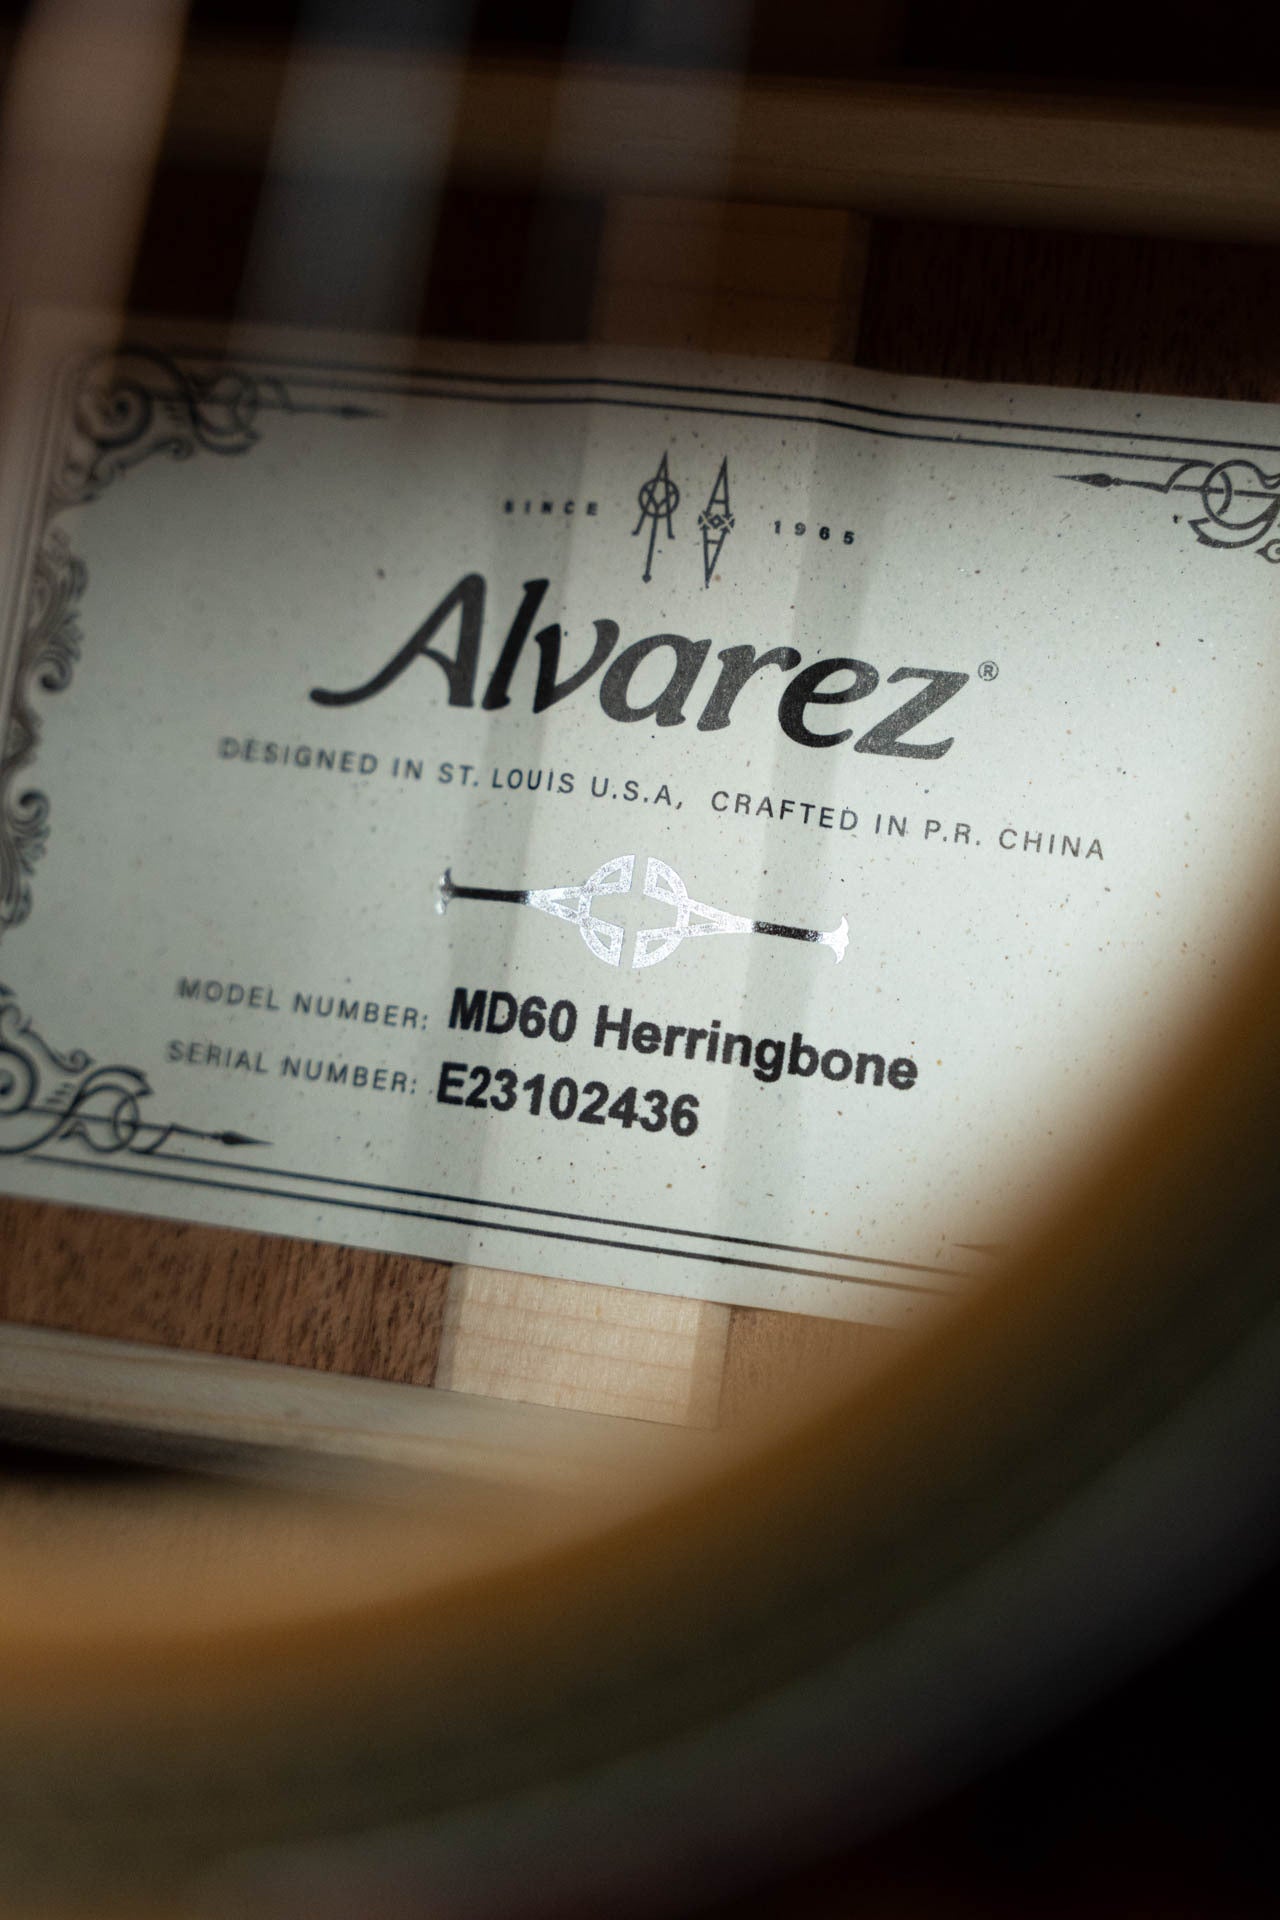 SINCE 1965
Alvarez®
DESIGNED IN ST. LOUIS U.S.A, CRAFTED IN P.R. CHINA
MODEL NUMBER: MD60 Herringbone
SERIAL NUMBER: E23102436